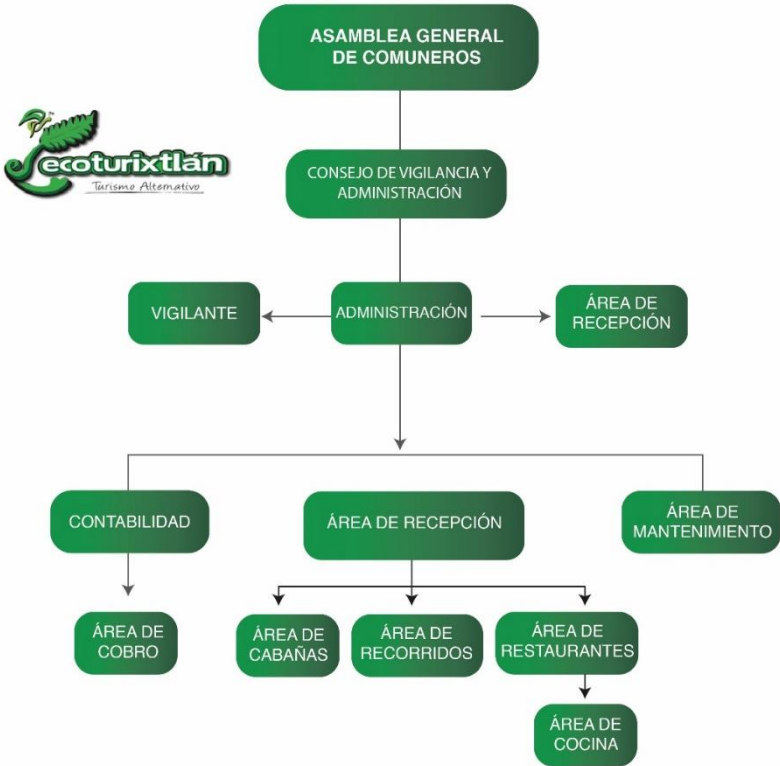 ASAMBLEA GENERAL
DE COMUNEROS
ecoturixtlán
Turismo Alternativo
CONSEJO DE VIGILANCIA Y
ADMINISTRACIÓN
VIGILANTE
ADMINISTRACIÓN
ÁREA DE
RECEPCIÓN
CONTABILIDAD
ÁREA DE RECEPCIÓN
ÁREA DE
MANTENIMIENTO
ÁREA DE
COBRO
ÁREA DE
CABAÑAS
ÁREA DE
RECORRIDOS
ÁREA DE
RESTAURANTES
ÁREA DE
COCINA